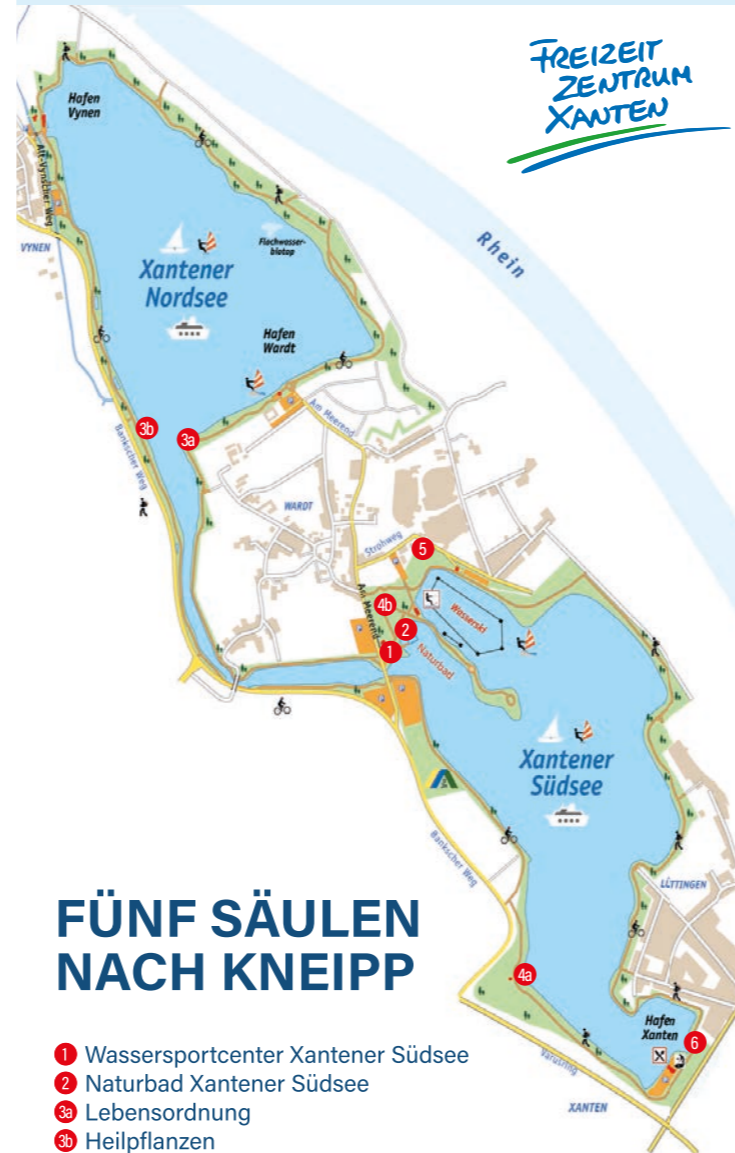 FREIZEIT
ZENTRUM
XANTEN
Hafen
Vynen
Alt-Vynscher Weg
VYNEN
Xantener
Nordsee
Flachwasser-
biotop
Rhein
Hafen
Wardt
3b
3a
Am Meerend
Bankscher Weg
WARDT
Strohweg
5
4b
Am Meerend
2
1
Wasserski
Naturbad
Xantener
Südsee
Bankscher Weg
LÜTTINGEN
4a
Hafen
Xanten
6
Varusring
XANTEN
FÜNF SÄULEN
NACH KNEIPP
1 Wassersportcenter Xantener Südsee
2 Naturbad Xantener Südsee
3a Lebensordnung
3b Heilpflanzen